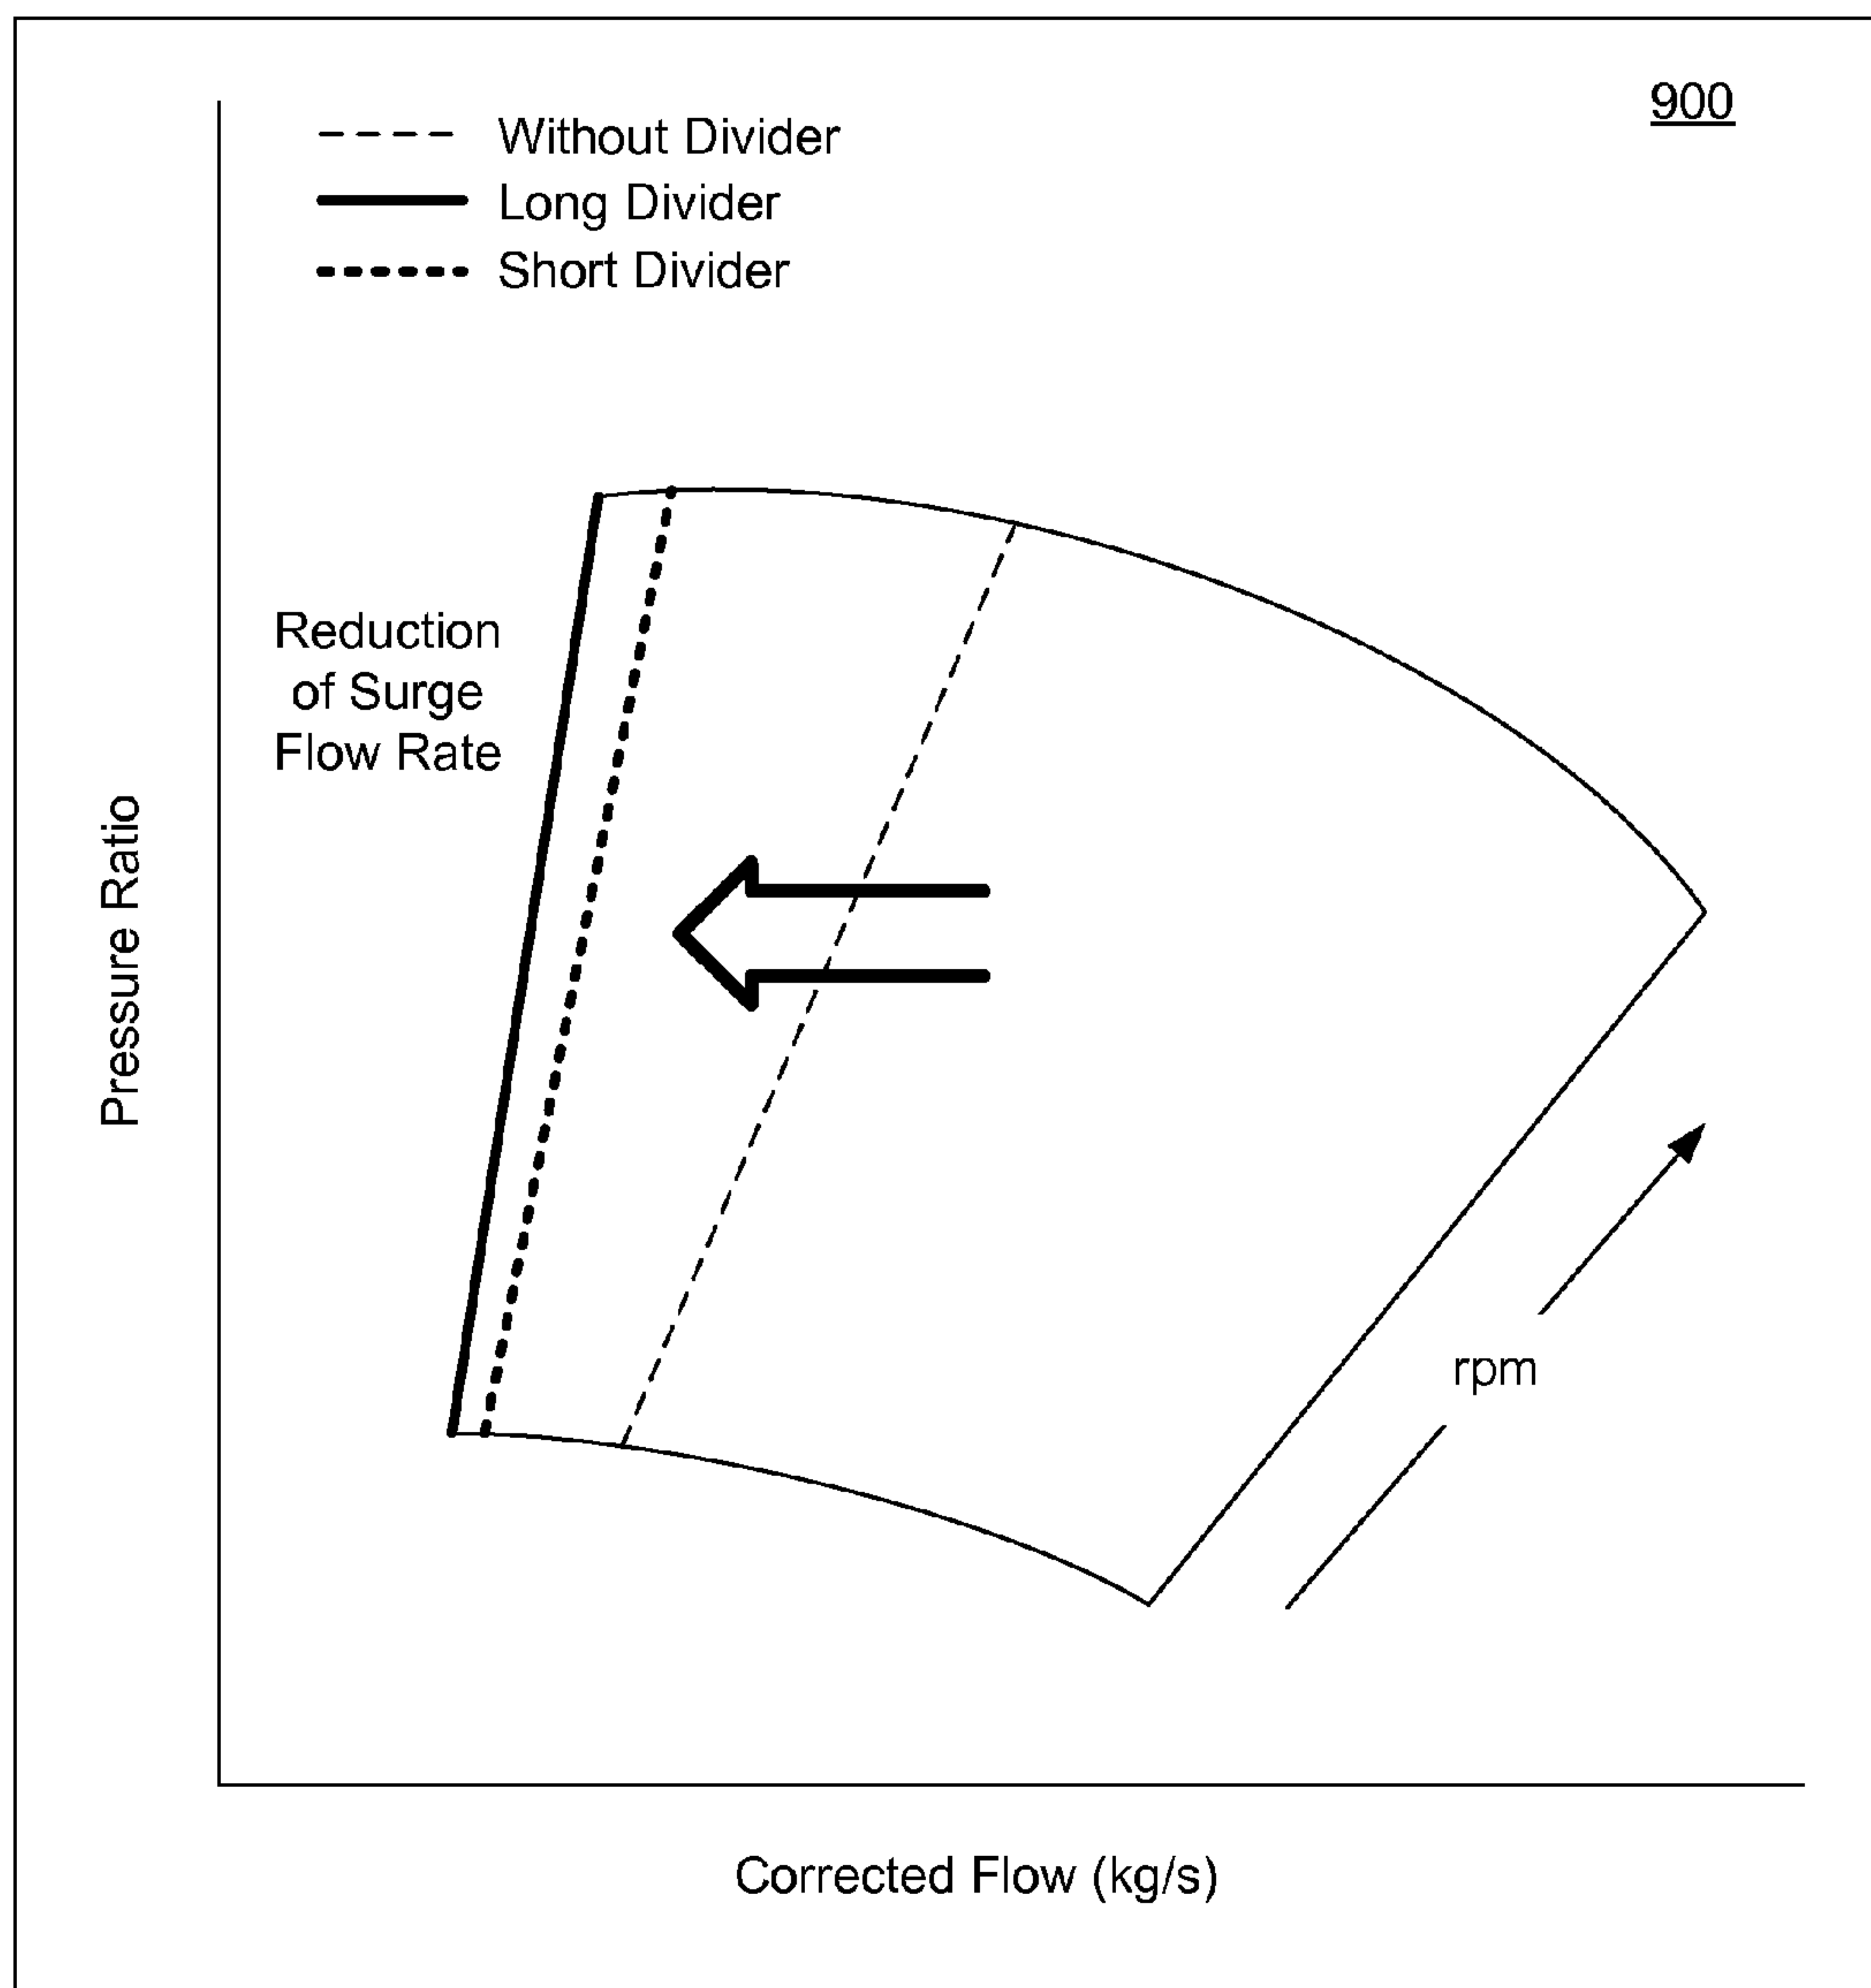 900
Without Divider
Long Divider
Short Divider
Reduction
of Surge
Flow Rate
Pressure Ratio
rpm
Corrected Flow (kg/s)